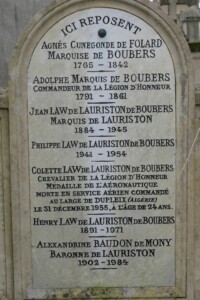 ICI REPOSENT
AGNÈS CUNEGONDE DE FOLARD
MARQUISE DE BOUBERS
1765 - 1842
ADOLPHE MARQUIS DE BOUBERS
COMMANDEUR DE LA LEGION D'HONNEUR
1791 - 1861
JEAN LAW DE LAURISTON DE BOUBERS
MARQUIS DE LAURISTON
1884 - 1945
PHILIPPE LAW DE LAURISTON DE BOUBERS
1941 - 1954
COLETTE LAW DE LAURISTON DE BOUBERS
CHEVALIER DE LA LÉGION D'HONNEUR
MEDAILLE DE L'AÉRONAUTIQUE
MORTE EN SERVICE AÉRIEN COMMANDÉ
AU LARGE DE DUPLEIX (ALGÉRIE)
LE 31 DÉCEMBRE 1955, À L'ÂGE DE 24 ANS.
HENRY LAW DE LAURISTON DE BOUBERS
1891 - 1971
ALEXANDRINE BAUDON DE MONY
BARONNE DE LAURISTON
1902 - 1984